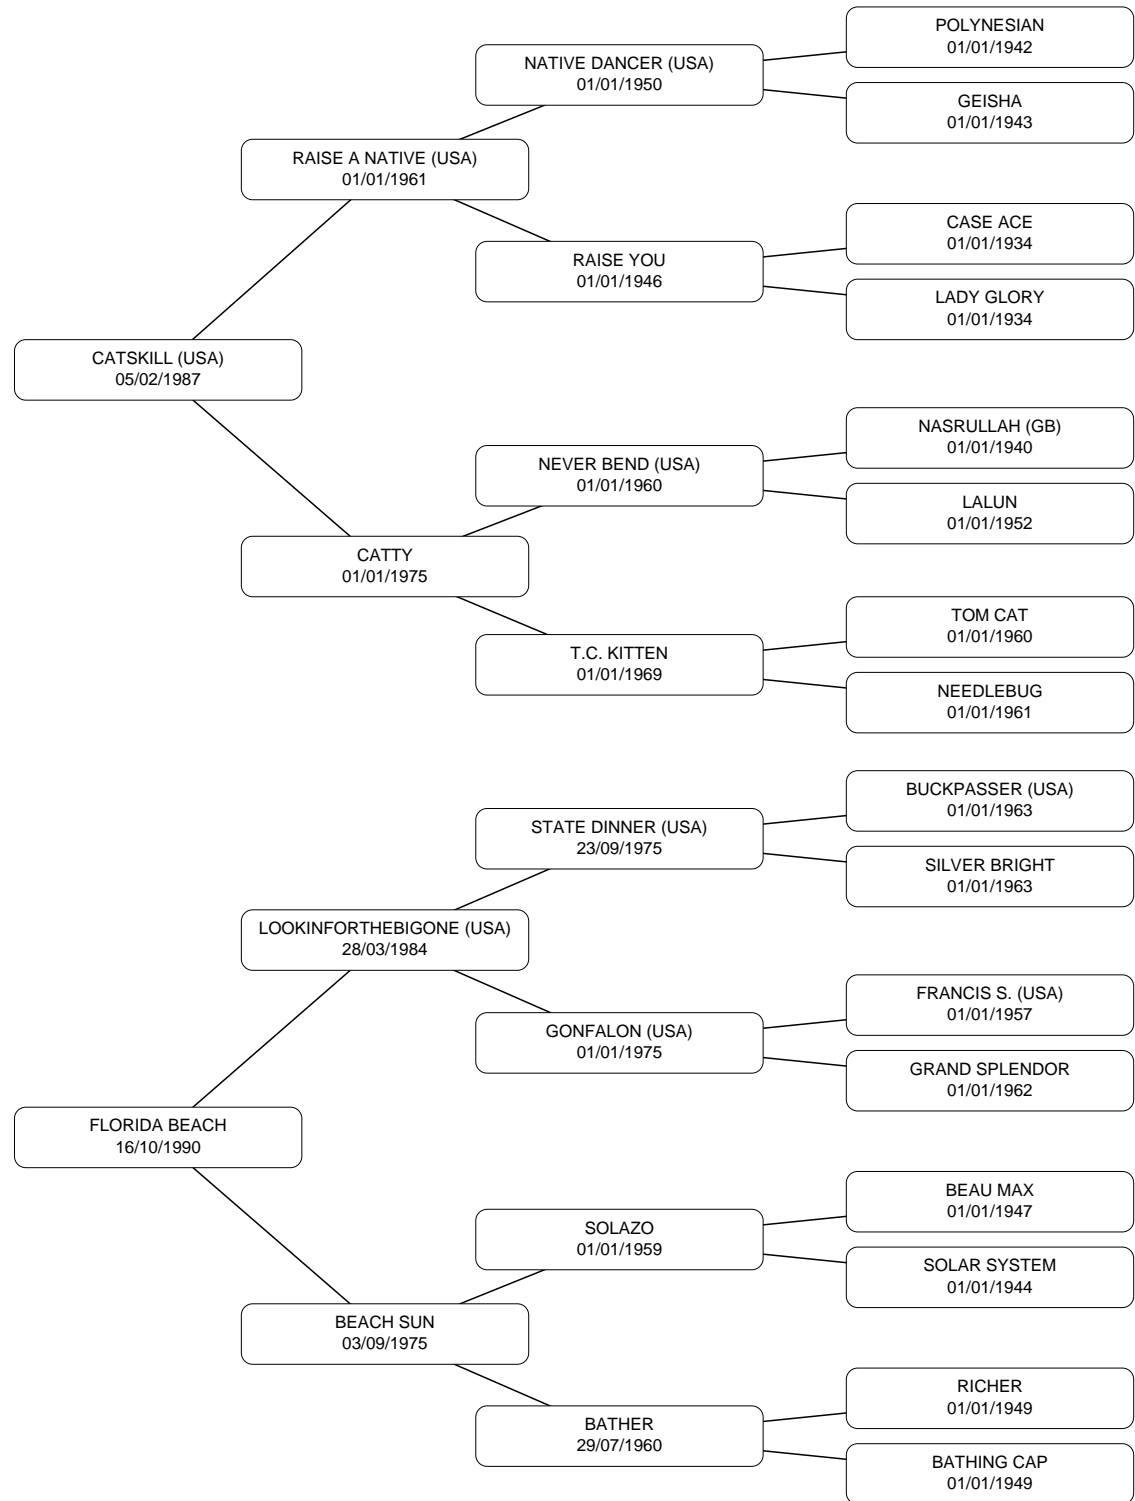 POLYNESIAN
01/01/1942
NATIVE DANCER (USA)
01/01/1950
GEISHA
01/01/1943
RAISE A NATIVE (USA)
01/01/1961
CASE ACE
01/01/1934
RAISE YOU
01/01/1946
LADY GLORY
01/01/1934
CATSKILL (USA)
05/02/1987
NASRULLAH (GB)
01/01/1940
NEVER BEND (USA)
01/01/1960
LALUN
01/01/1952
CATTY
01/01/1975
TOM CAT
01/01/1960
T.C. KITTEN
01/01/1969
NEEDLEBUG
01/01/1961
BUCKPASSER (USA)
01/01/1963
STATE DINNER (USA)
23/09/1975
SILVER BRIGHT
01/01/1963
LOOKINFORTHEBIGONE (USA)
28/03/1984
FRANCIS S. (USA)
01/01/1957
GONFALON (USA)
01/01/1975
GRAND SPLENDOR
01/01/1962
FLORIDA BEACH
16/10/1990
BEAU MAX
01/01/1947
SOLAZO
01/01/1959
SOLAR SYSTEM
01/01/1944
BEACH SUN
03/09/1975
RICHER
01/01/1949
BATHER
29/07/1960
BATHING CAP
01/01/1949